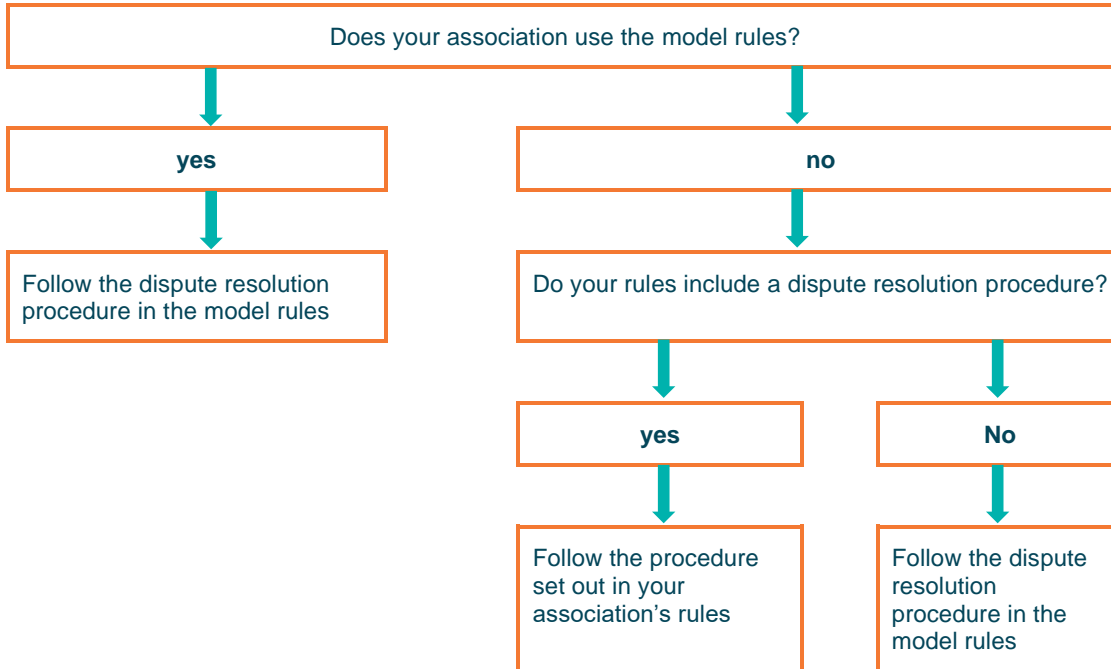 Does your association use the model rules?
yes
no
Follow the dispute resolution
procedure in the model rules
Do your rules include a dispute resolution procedure?
yes
No
Follow the procedure
set out in your
association’s rules
Follow the dispute
resolution
procedure in the
model rules